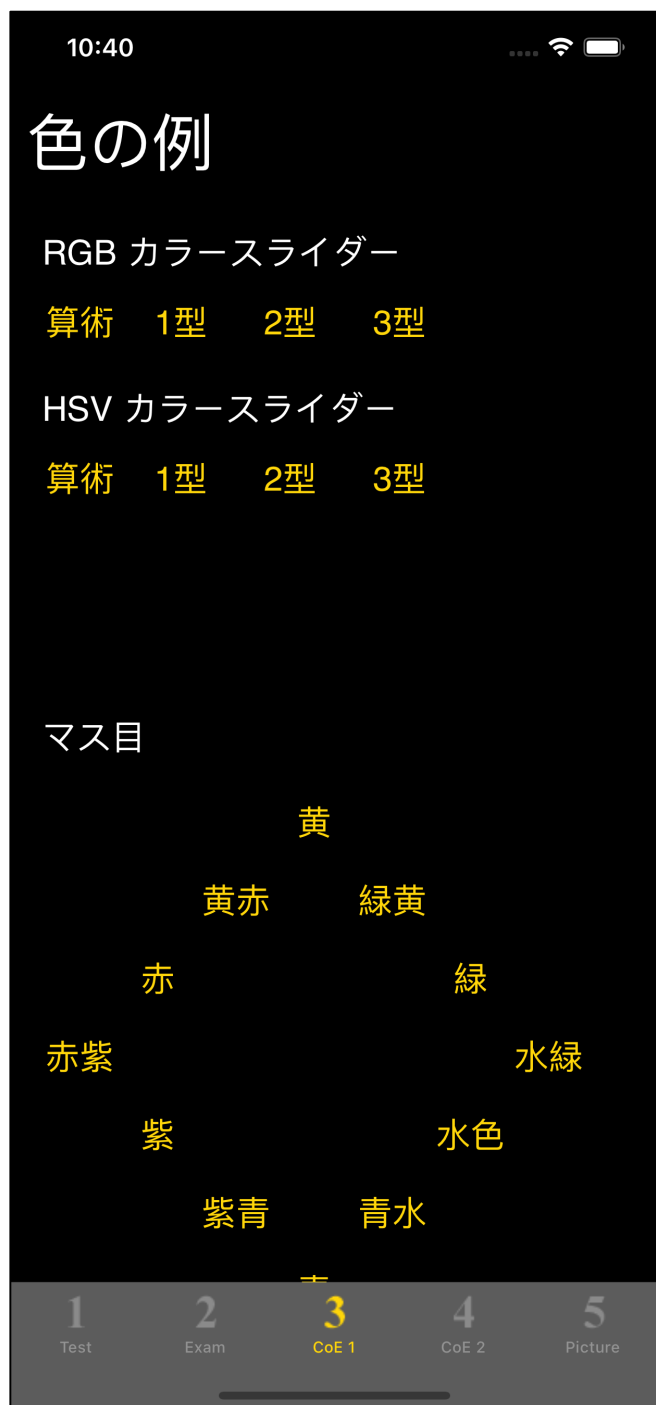 10:40
色の例
RGB カラースライダー
算術 1型 2型 3型
HSV カラースライダー
算術 1型 2型 3型
マス目
黄
黄赤 緑黄
赤 緑
赤紫 水緑
紫 水色
紫青 青水
1 2 3 4 5
Test Exam CoE 1 CoE 2 Picture